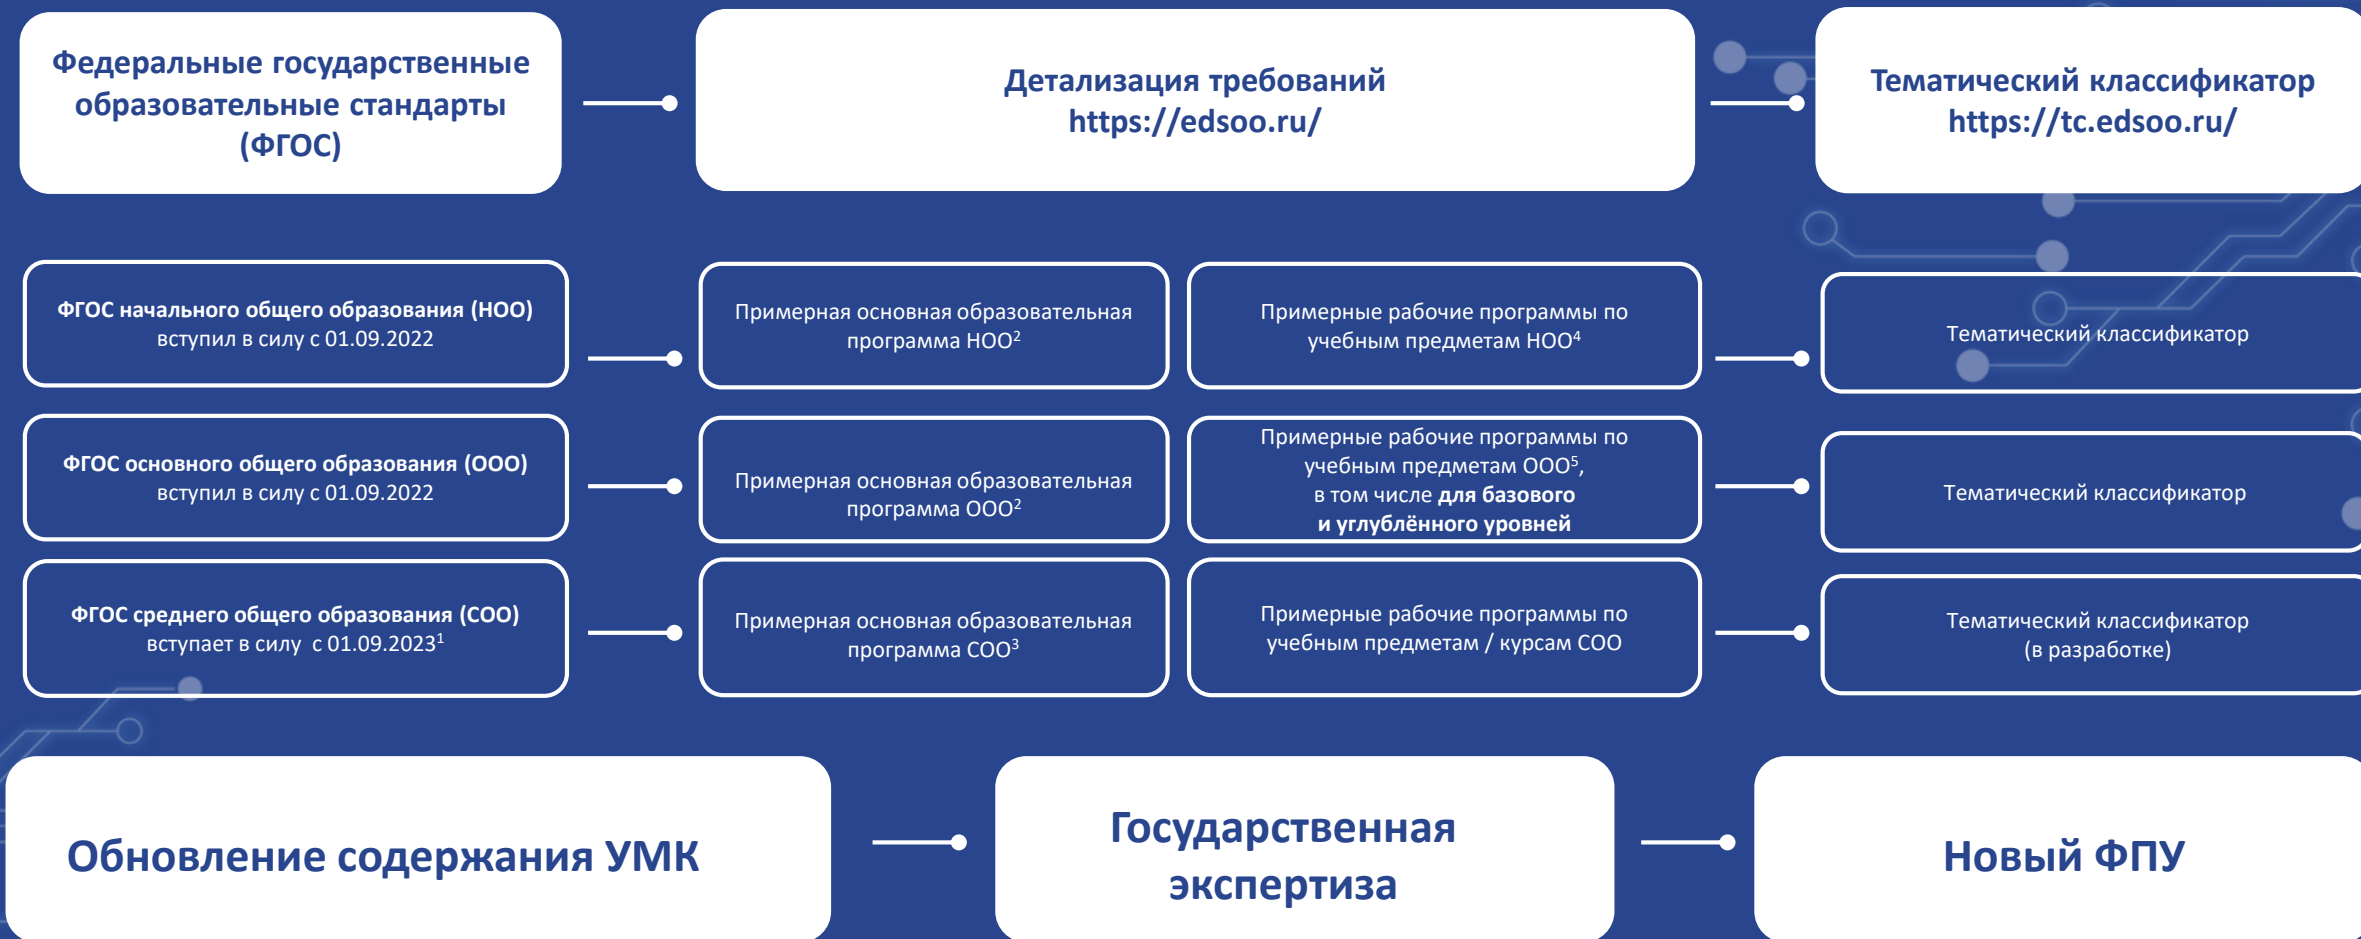 Федеральные государственные
образовательные стандарты
(ФГОС)
Детализация требований
https://edsoo.ru/
Тематический классификатор
https://tc.edsoo.ru/
ФГОС начального общего образования (НОО)
вступил в силу с 01.09.2022
Примерная основная образовательная
программа НОО²
Примерные рабочие программы по
учебным предметам НОО⁴
Тематический классификатор
ФГОС основного общего образования (ООО)
вступил в силу с 01.09.2022
Примерная основная образовательная
программа ООО²
Примерные рабочие программы по
учебным предметам ООО⁵,
в том числе для базового
и углублённого уровней
Тематический классификатор
ФГОС среднего общего образования (СОО)
вступает в силу с 01.09.2023¹
Примерная основная образовательная
программа СОО³
Примерные рабочие программы по
учебным предметам / курсам СОО
Тематический классификатор
(в разработке)
Обновление содержания УМК
Государственная
экспертиза
Новый ФПУ